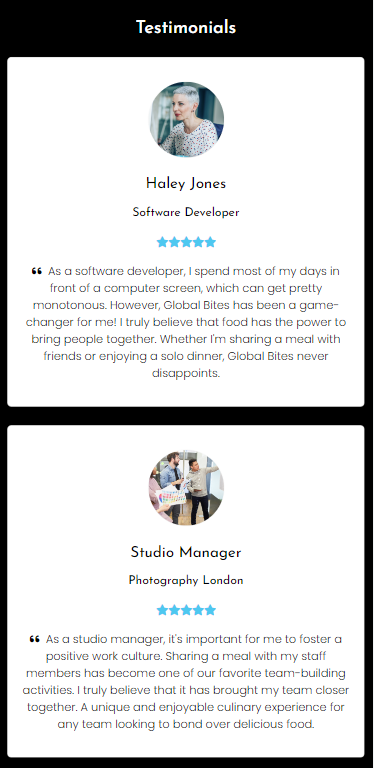 Testimonials
Haley Jones
Software Developer
“ As a software developer, I spend most of my days in
front of a computer screen, which can get pretty
monotonous. However, Global Bites has been a game-
changer for me! I truly believe that food has the power to
bring people together. Whether I'm sharing a meal with
friends or enjoying a solo dinner, Global Bites never
disappoints.
Studio Manager
Photography London
“ As a studio manager, it's important for me to foster a
positive work culture. Sharing a meal with my staff
members has become one of our favorite team-building
activities. I truly believe that it has brought my team closer
together. A unique and enjoyable culinary experience for
any team looking to bond over delicious food.